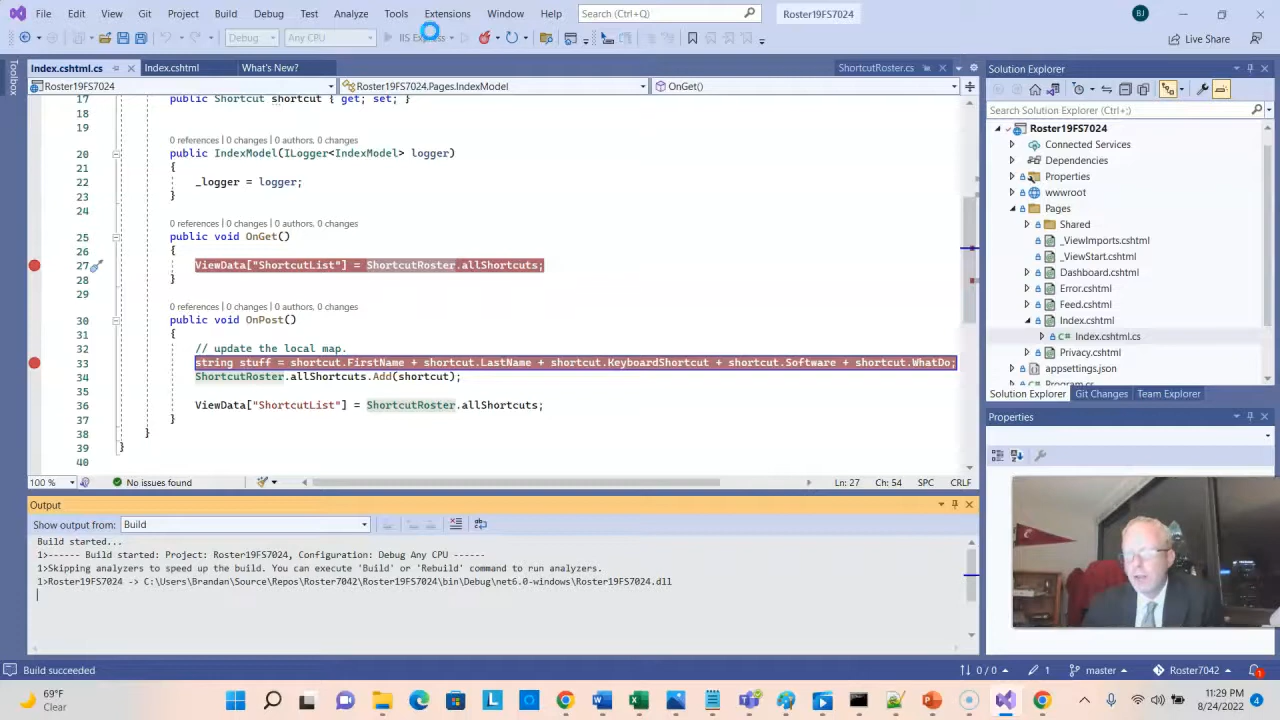 File Edit View Git Project Build Debug Test Analyze Tools Extensions Window Help Search (Ctrl+Q) Roster19FS7024 BJ
Debug Any CPU IIS Express Live Share
Toolbox
Index.cshtml.cs Index.cshtml What's New? ShortcutRoster.cs
Roster19FS7024 Roster19FS7024.Pages.IndexModel OnGet()
17 public Shortcut shortcut { get; set; }
18
19
0 references | 0 changes | 0 authors, 0 changes
20 public IndexModel(ILogger<IndexModel> logger)
21 {
22 _logger = logger;
23 }
24
0 references | 0 changes | 0 authors, 0 changes
25 public void OnGet()
26 {
27 ViewData["ShortcutList"] = ShortcutRoster.allShortcuts;
28 }
29
0 references | 0 changes | 0 authors, 0 changes
30 public void OnPost()
31 {
32 // update the local map.
33 string stuff = shortcut.FirstName + shortcut.LastName + shortcut.KeyboardShortcut + shortcut.Software + shortcut.WhatDo;
34 ShortcutRoster.allShortcuts.Add(shortcut);
35
36 ViewData["ShortcutList"] = ShortcutRoster.allShortcuts;
37 }
38 }
39 }
40
100 % No issues found Ln: 27 Ch: 54 SPC CRLF
Output
Show output from: Build
Build started...
1>------ Build started: Project: Roster19FS7024, Configuration: Debug Any CPU ------
1>Skipping analyzers to speed up the build. You can execute 'Build' or 'Rebuild' command to run analyzers.
1>Roster19FS7024 -> C:\Users\Brandan\Source\Repos\Roster7042\Roster19FS7024\bin\Debug\net6.0-windows\Roster19FS7024.dll
Solution Explorer
Search Solution Explorer (Ctrl+;)
Roster19FS7024
Connected Services
Dependencies
Properties
wwwroot
Pages
Shared
_ViewImports.cshtml
_ViewStart.cshtml
Dashboard.cshtml
Error.cshtml
Feed.cshtml
Index.cshtml
C# Index.cshtml.cs
Privacy.cshtml
appsettings.json
Solution Explorer Git Changes Team Explorer
Properties
Build succeeded 0 / 0 1 master Roster7042 1
69°F
Clear
11:29 PM
8/24/2022
4